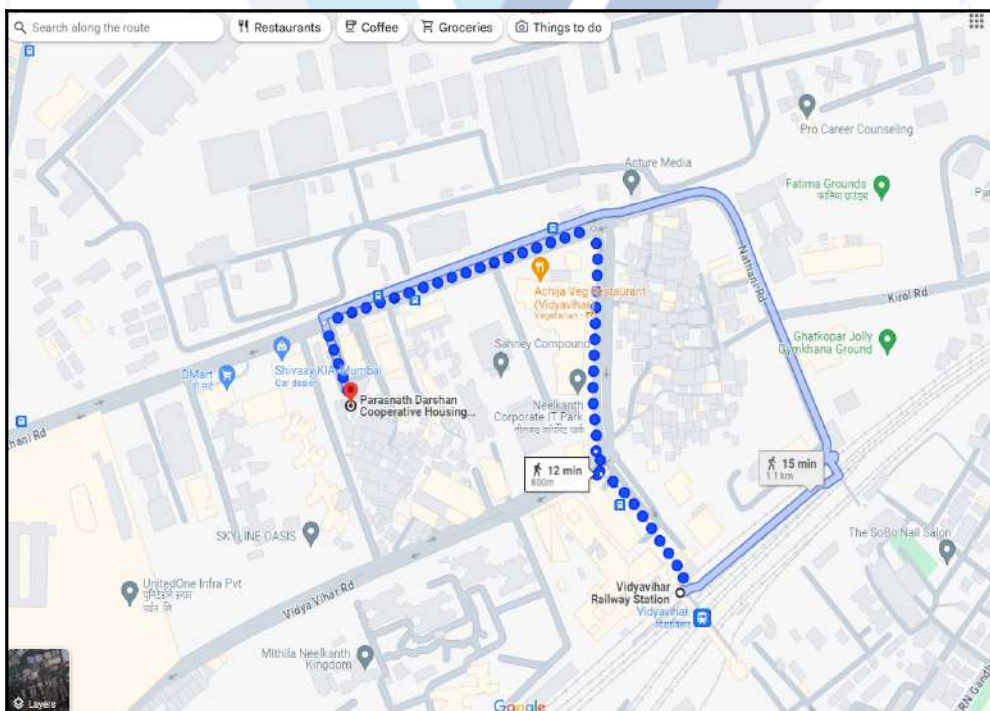 Search along the route
Restaurants
Coffee
Groceries
Things to do
Pro Career Counseling
Acture Media
Fatima Grounds
फातिमा ग्राउंड्स
Nathani Rd
Kirol Rd
Achija Veg Restaurant
(Vidyavihar)
Vegetarian
Sahney Compound
Ghatkopar Jolly
Gymkhana Ground
Shivaay KIA, Mumbai
Car dealer
DMart
डी मार्ट
Parasnath Darshan
Cooperative Housing...
Neelkanth
Corporate IT Park
नीलकंठ कॉर्पोरेट पार्क
hani Rd
12 min
800m
15 min
1.1 km
SKYLINE OASIS
The SoBo Nail Salon
UnitedOne Infra Pvt
Vidya Vihar Rd
Vidyavihar
Railway Station
Vidyavihar
विद्याविहार
Mithila Neelkanth
Kingdom
RN Gandh
Layers
Google